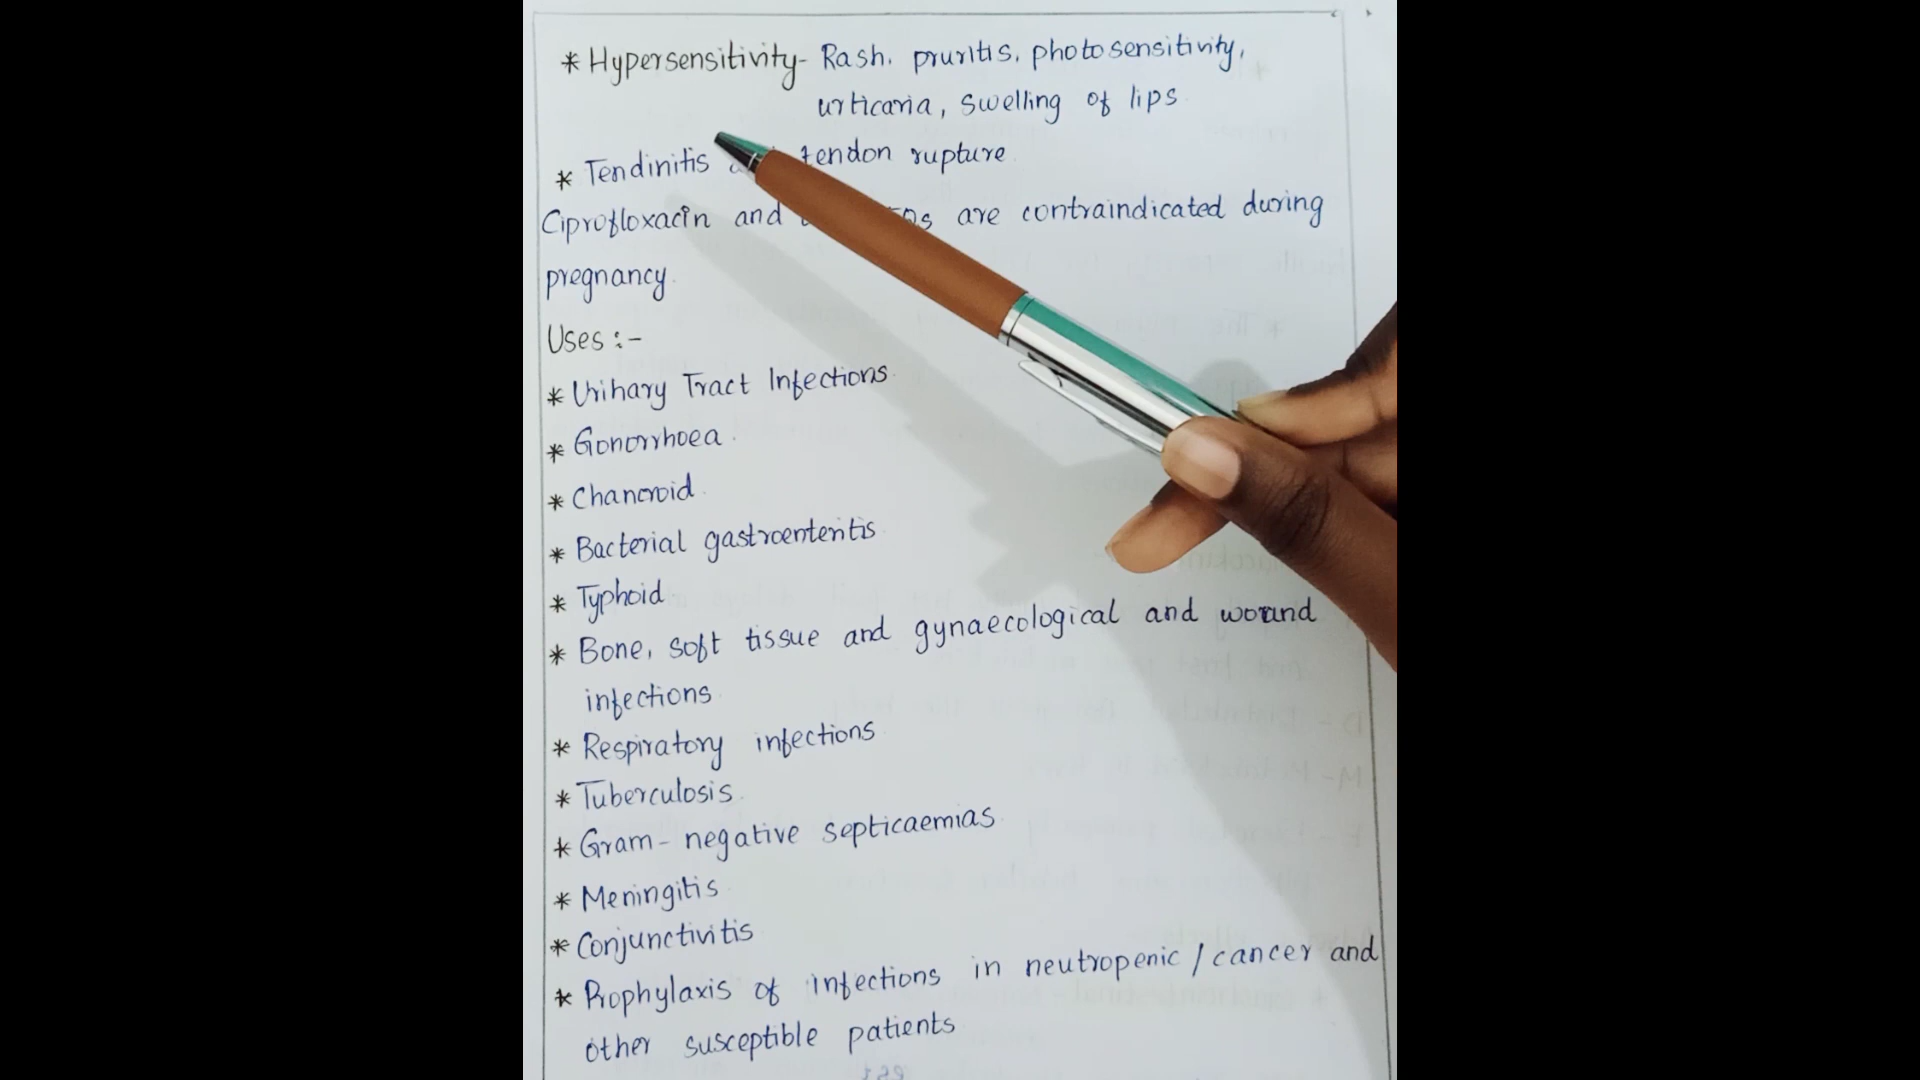 * Hypersensitivity- Rash, pruritis, photosensitivity,
urticaria, swelling of lips
* Tendinitis tendon rupture
Ciprofloxacin and are contraindicated during
pregnancy.
Uses :-
* Urinary Tract Infections
* Gonorrhoea.
* Chancroid
* Bacterial gastroenteritis
* Typhoid
* Bone, soft tissue and gynaecological and wound
infections
* Respiratory infections
* Tuberculosis
* Gram-negative septicaemias
* Meningitis
* Conjunctivitis
* Prophylaxis of infections in neutropenic/cancer and
other susceptible patients